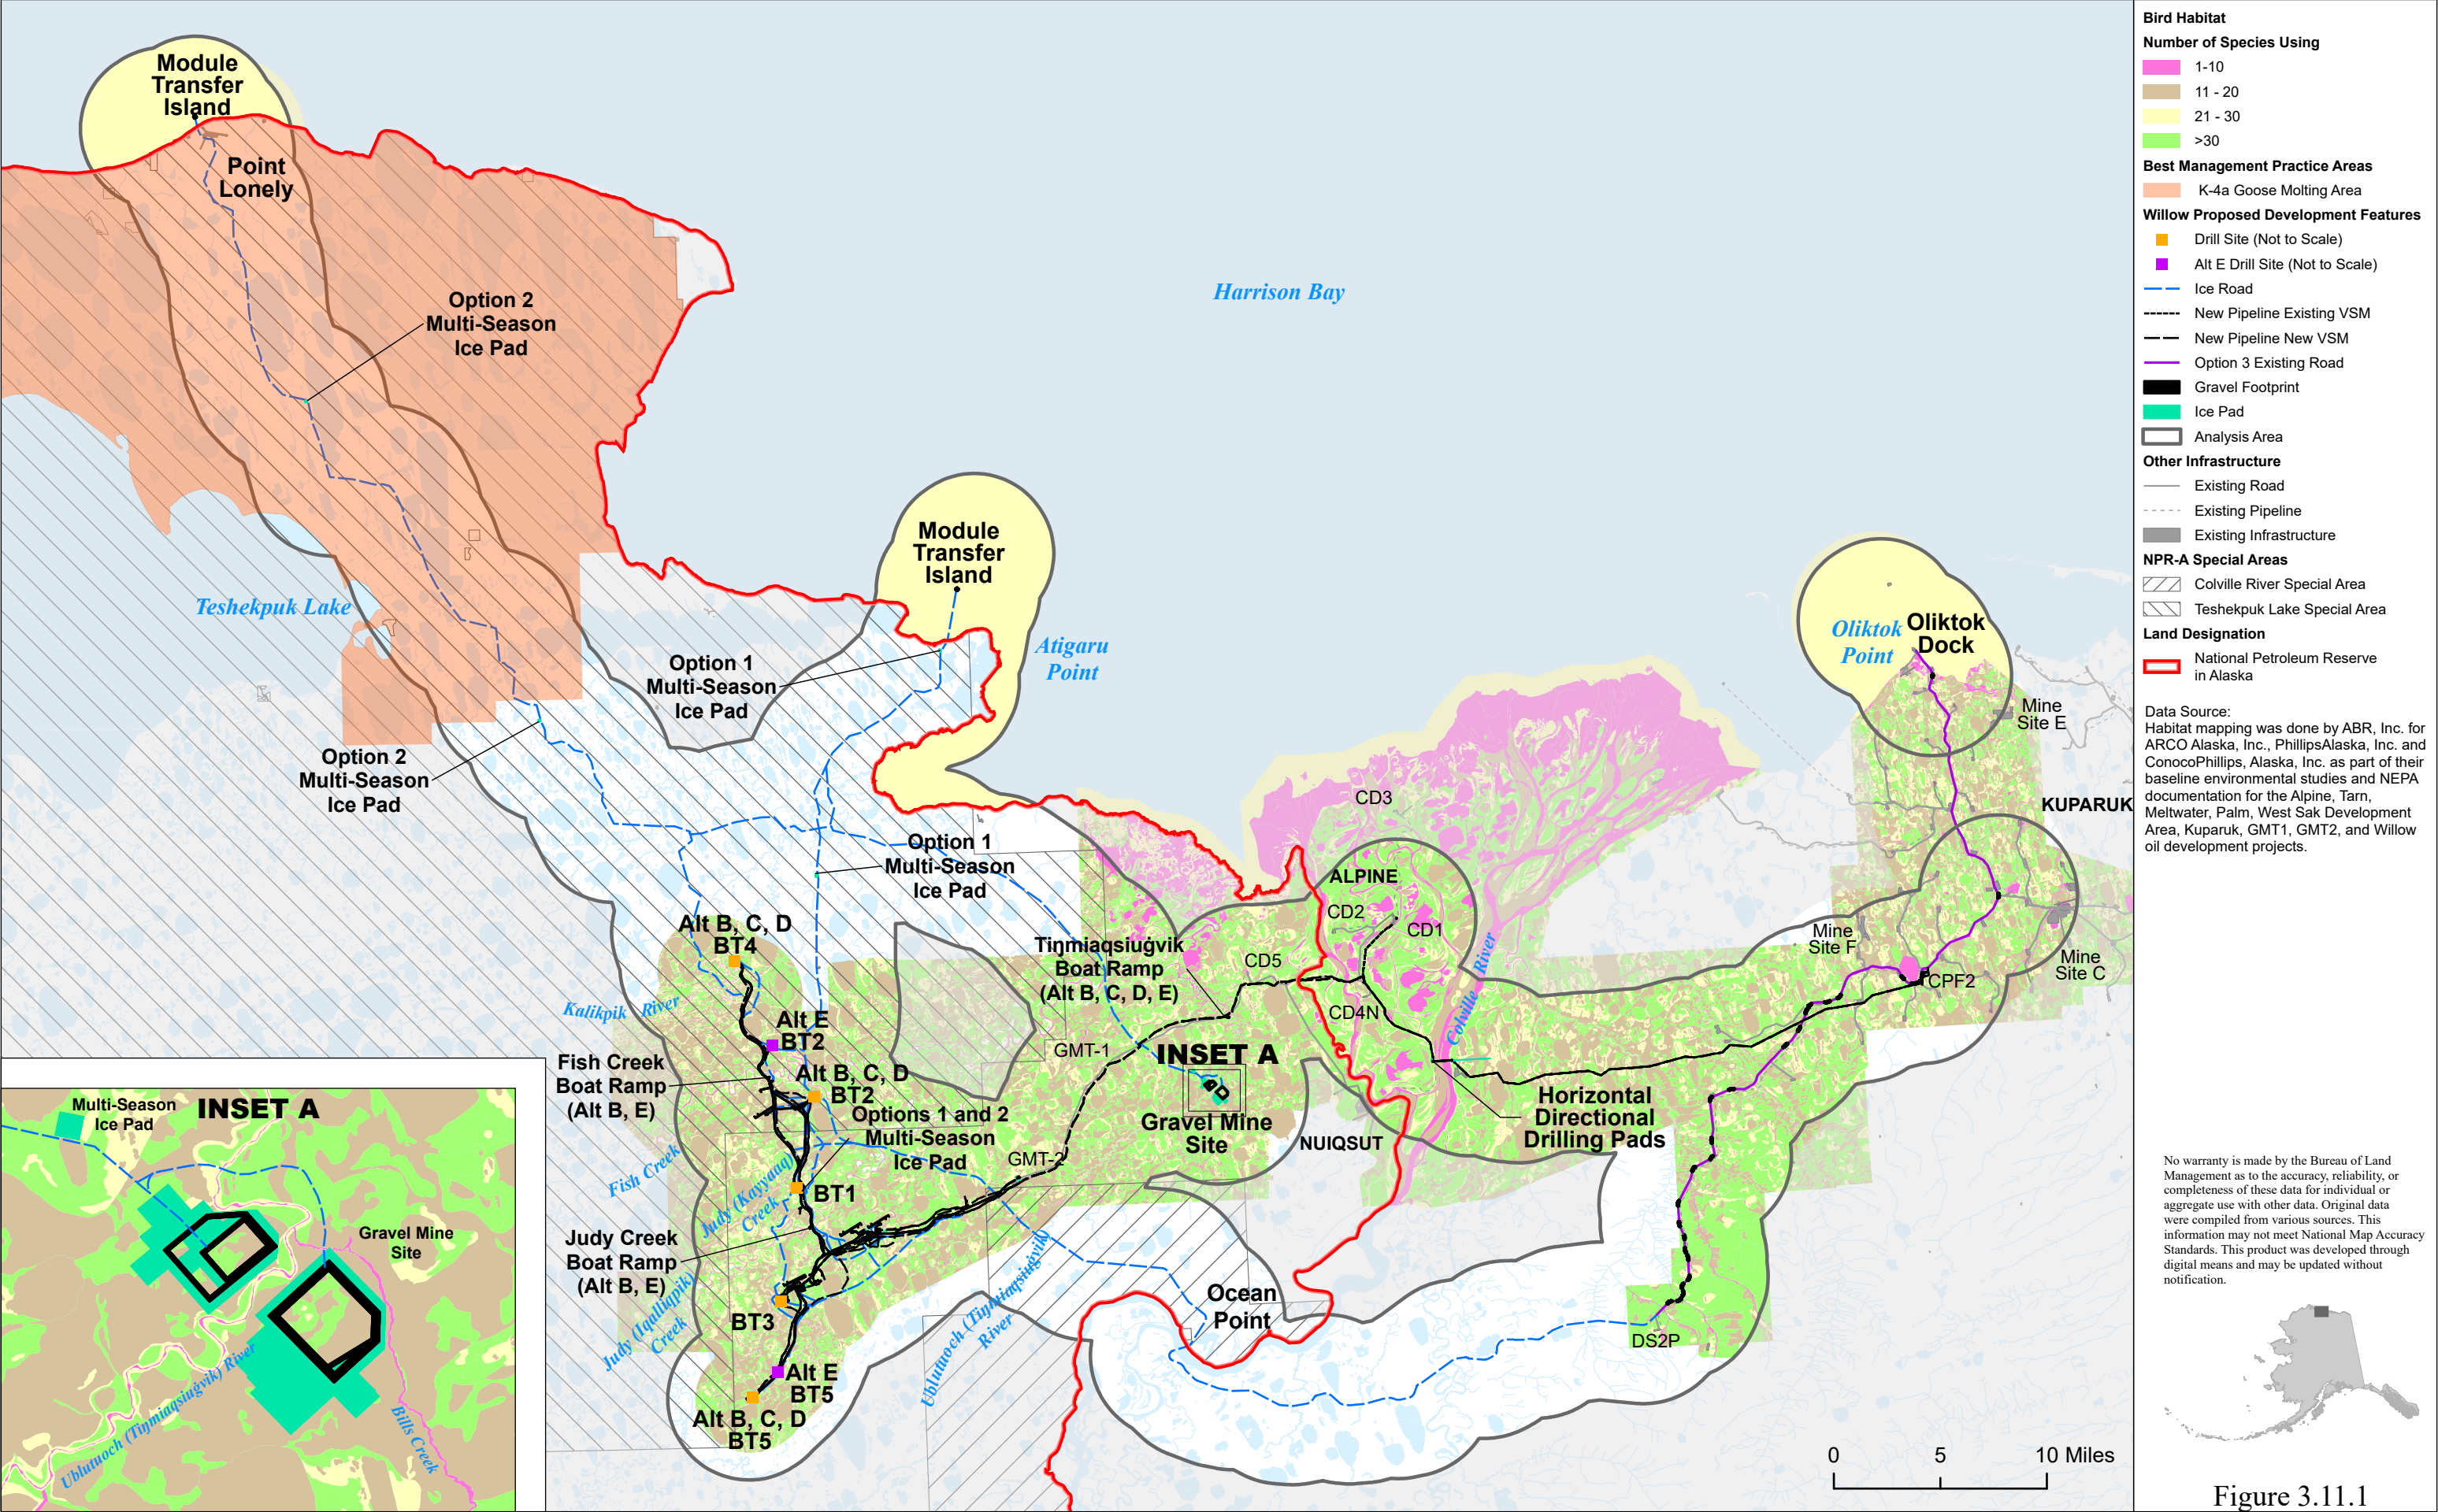 Module
Transfer
Island
Point
Lonely
Option 2
Multi-Season
Ice Pad
Harrison Bay
Teshekpuk Lake
Module
Transfer
Island
Atigaru
Point
Option 1
Multi-Season
Ice Pad
Option 2
Multi-Season
Ice Pad
Oliktok
Point
Oliktok
Dock
Mine
Site E
KUPARUK
CD3
Option 1
Multi-Season
Ice Pad
ALPINE
CD2
CD1
CD5
CD4N
Colville River
Mine
Site F
CPF2
Mine
Site C
Alt B, C, D
BT4
Tiŋmiaqsiuġvik
Boat Ramp
(Alt B, C, D, E)
Kalikpik River
Alt E
BT2
Fish Creek
Boat Ramp
(Alt B, E)
Alt B, C, D
BT2
GMT-1
INSET A
Gravel Mine
Site
Horizontal
Directional
Drilling Pads
NUIQSUT
Options 1 and 2
Multi-Season
Ice Pad
GMT-2
Fish Creek
Judy (Kayyaaq)
Creek
BT1
Judy Creek
Boat Ramp
(Alt B, E)
Judy (Iqalliqpik)
Creek
BT3
Ublutuoch (Tiŋmiaqsiuġvik)
River
Ocean
Point
DS2P
Alt E
BT5
Alt B, C, D
BT5
0 5 10 Miles
INSET A
Multi-Season
Ice Pad
Gravel Mine
Site
Ublutuoch (Tiŋmiaqsiuġvik) River
Bills Creek
Bird Habitat
Number of Species Using
1-10
11 - 20
21 - 30
>30
Best Management Practice Areas
K-4a Goose Molting Area
Willow Proposed Development Features
Drill Site (Not to Scale)
Alt E Drill Site (Not to Scale)
Ice Road
New Pipeline Existing VSM
New Pipeline New VSM
Option 3 Existing Road
Gravel Footprint
Ice Pad
Analysis Area
Other Infrastructure
Existing Road
Existing Pipeline
Existing Infrastructure
NPR-A Special Areas
Colville River Special Area
Teshekpuk Lake Special Area
Land Designation
National Petroleum Reserve
in Alaska
Data Source:
Habitat mapping was done by ABR, Inc. for
ARCO Alaska, Inc., PhillipsAlaska, Inc. and
ConocoPhillips, Alaska, Inc. as part of their
baseline environmental studies and NEPA
documentation for the Alpine, Tarn,
Meltwater, Palm, West Sak Development
Area, Kuparuk, GMT1, GMT2, and Willow
oil development projects.
No warranty is made by the Bureau of Land
Management as to the accuracy, reliability, or
completeness of these data for individual or
aggregate use with other data. Original data
were compiled from various sources. This
information may not meet National Map Accuracy
Standards. This product was developed through
digital means and may be updated without
notification.
Figure 3.11.1